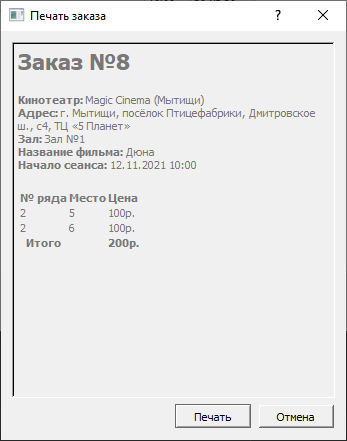 Печать заказа
?
Заказ №8
Кинотеатр: Magic Cinema (Мытищи)
Адрес: г. Мытищи, посёлок Птицефабрики, Дмитровское
ш., с4, ТЦ «5 Планет»
Зал: Зал №1
Название фильма: Дюна
Начало сеанса: 12.11.2021 10:00
№ ряда Место Цена
2 5 100р.
2 6 100р.
Итого 200р.
Печать Отмена